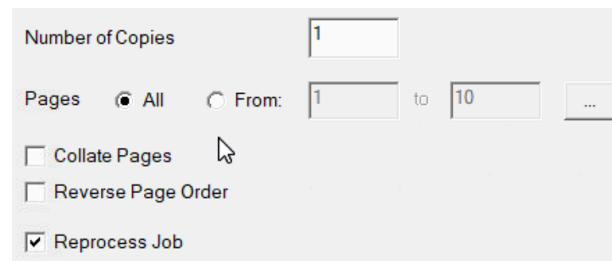 Number of Copies 1
Pages All From: 1 to 10 ...
Collate Pages
Reverse Page Order
Reprocess Job